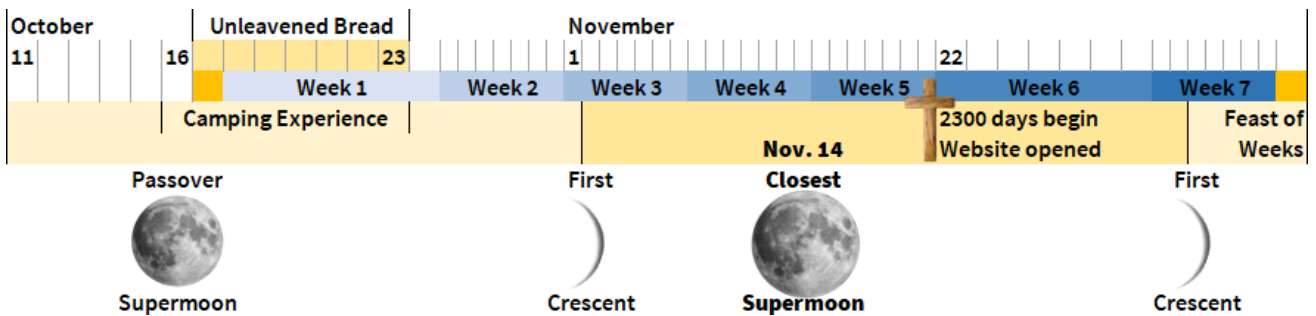 October Unleavened Bread November
11 16 23 1 22
Week 1 Week 2 Week 3 Week 4 Week 5 Week 6 Week 7
Camping Experience 2300 days begin Feast of
Nov. 14 Website opened Weeks
Passover First Closest First
Supermoon Crescent Supermoon Crescent